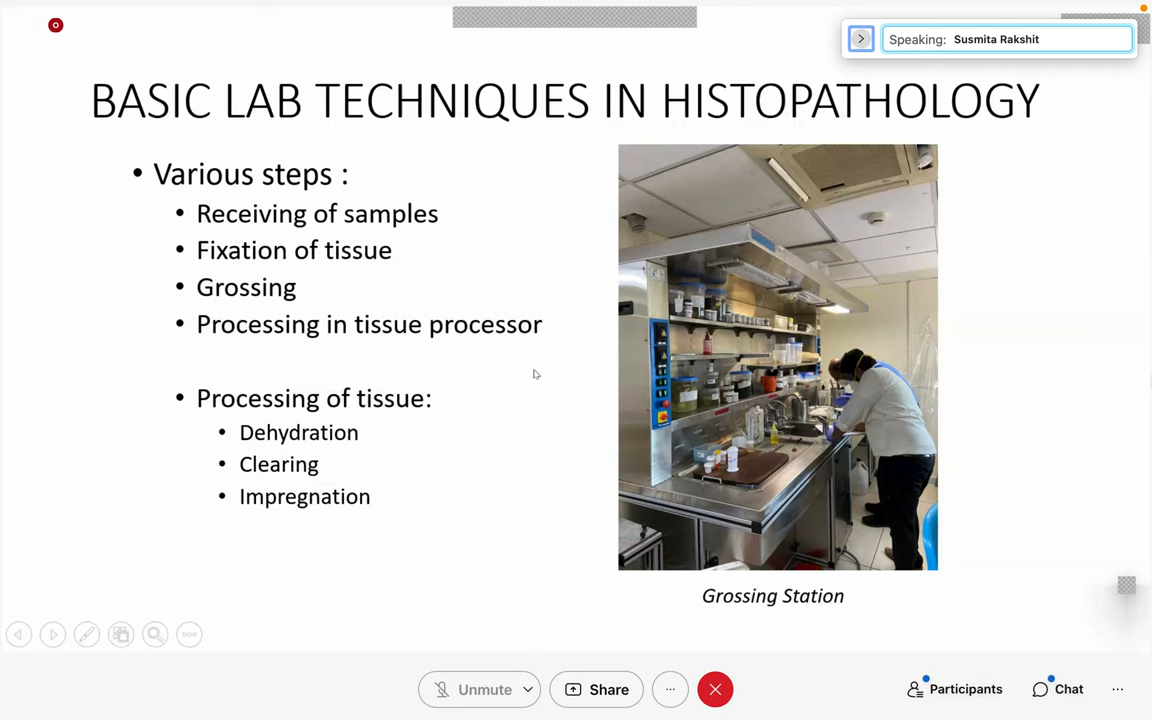 Speaking: Susmita Rakshit
BASIC LAB TECHNIQUES IN HISTOPATHOLOGY
• Various steps :
• Receiving of samples
• Fixation of tissue
• Grossing
• Processing in tissue processor
• Processing of tissue:
• Dehydration
• Clearing
• Impregnation
Grossing Station
Unmute
Share
Participants
Chat